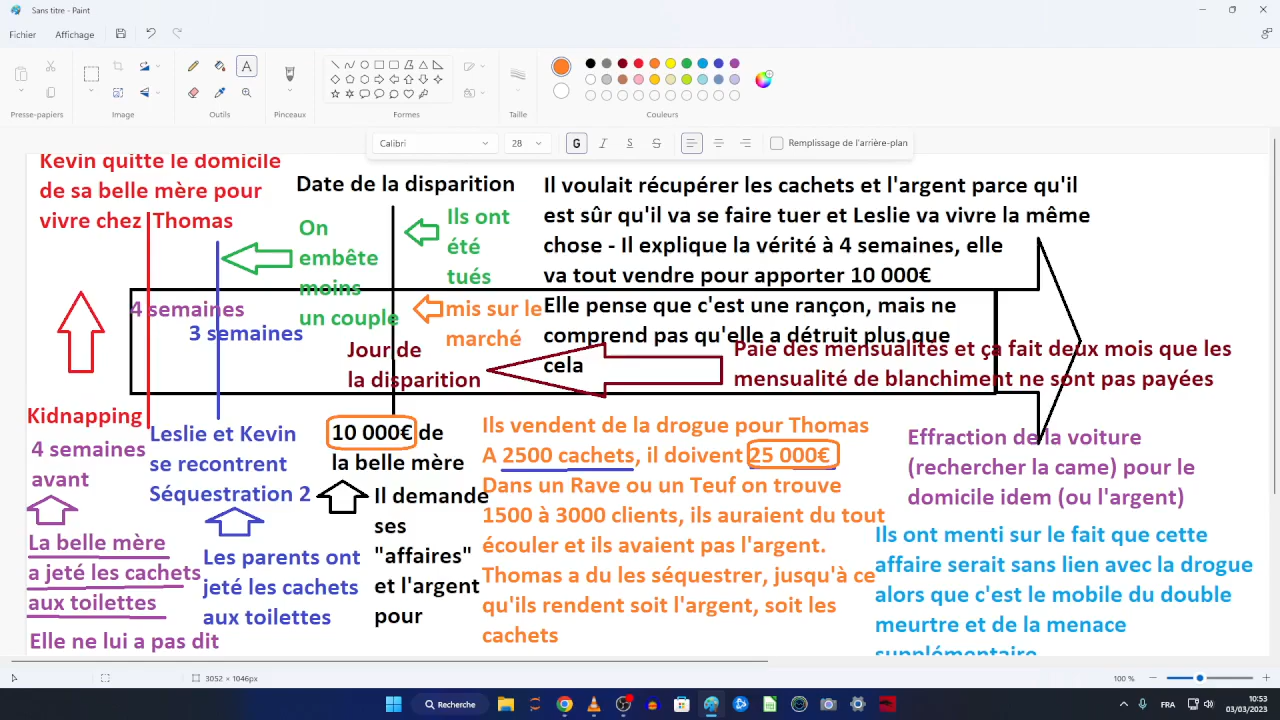 Sans titre - Paint
Fichier
Affichage
Presse-papiers
Image
Outils
Pinceaux
Formes
Taille
Couleurs
Calibri
28
G
I
S
S
Remplissage de l'arrière-plan
Kevin quitte le domicile
de sa belle mère pour
vivre chez Thomas
Date de la disparition
On
embête
moins
un couple
Ils ont
été
tués
mis sur le
marché
Il voulait récupérer les cachets et l'argent parce qu'il
est sûr qu'il va se faire tuer et Leslie va vivre la même
chose - Il explique la vérité à 4 semaines, elle
va tout vendre pour apporter 10 000€
Elle pense que c'est une rançon, mais ne
comprend pas qu'elle a détruit plus que
cela
4 semaines
3 semaines
Jour de
la disparition
Paie des mensualités et ça fait deux mois que les
mensualité de blanchiment ne sont pas payées
Kidnapping
4 semaines
avant
La belle mère
a jeté les cachets
aux toilettes
Elle ne lui a pas dit
Leslie et Kevin
se recontrent
Séquestration 2
Les parents ont
jeté les cachets
aux toilettes
10 000€ de
la belle mère
Il demande
ses
"affaires"
et l'argent
pour
Ils vendent de la drogue pour Thomas
A 2500 cachets, il doivent 25 000€
Dans un Rave ou un Teuf on trouve
1500 à 3000 clients, ils auraient du tout
écouler et ils avaient pas l'argent.
Thomas a du les séquestrer, jusqu'à ce
qu'ils rendent soit l'argent, soit les
cachets
Effraction de la voiture
(rechercher la came) pour le
domicile idem (ou l'argent)
Ils ont menti sur le fait que cette
affaire serait sans lien avec la drogue
alors que c'est le mobile du double
meurtre et de la menace
supplémentaire
3052 × 1046px
100 %
Recherche
FRA
10:53
03/03/2023